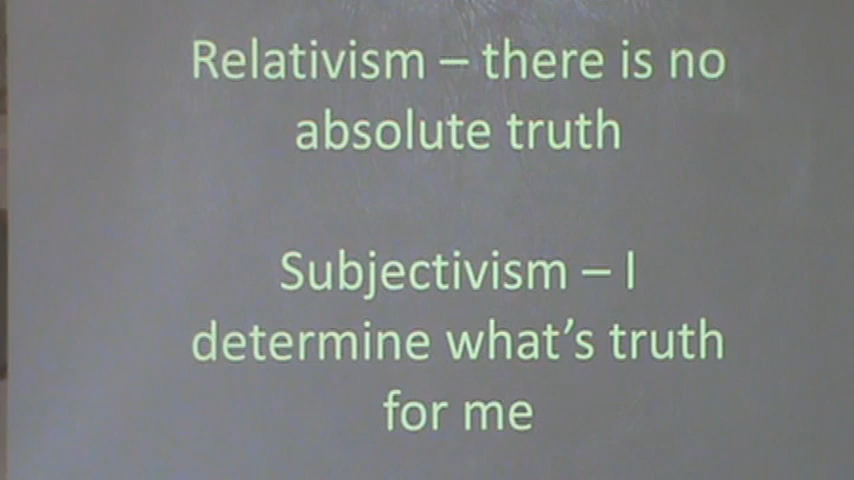 Relativism – there is no
absolute truth
Subjectivism – I
determine what’s truth
for me